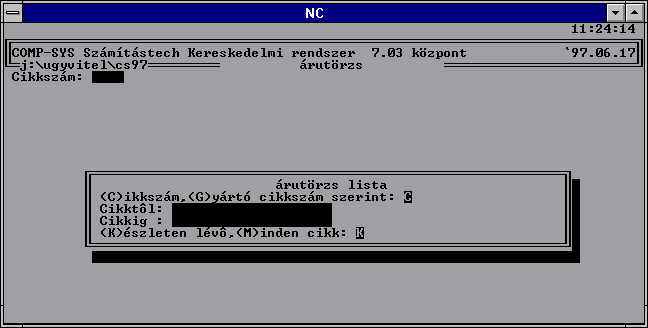 NC
11:24:14
COMP-SYS Számítástech Kereskedelmi rendszer 7.03 központ `97.06.17
j:\ugyvitel\cs97 árutörzs
Cikkszám:
árutörzs lista
(C)ikkszám,(G)yártó cikkszám szerint: C
Cikktôl:
Cikkig :
(K)észleten lévô,(M)inden cikk: K